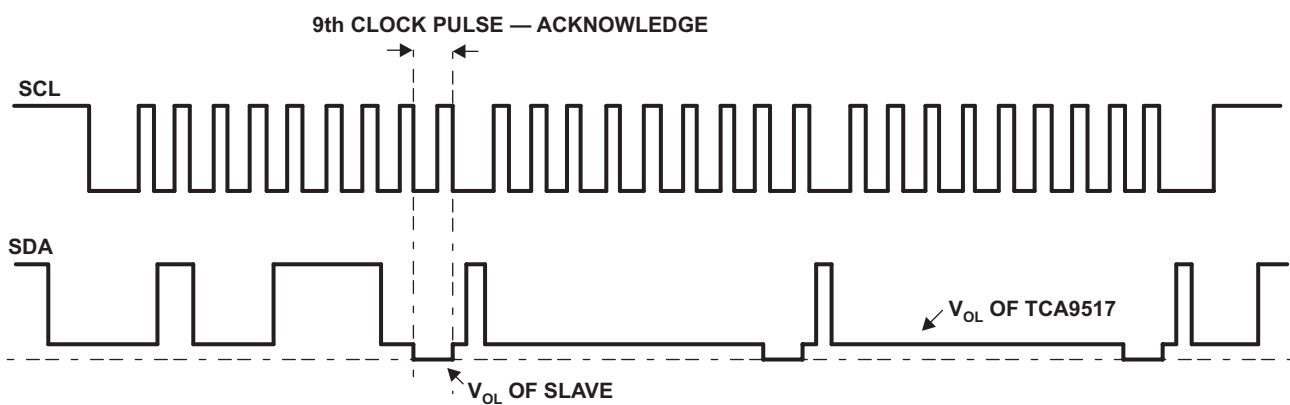 9th CLOCK PULSE — ACKNOWLEDGE
SCL
SDA
VOL OF TCA9517
VOL OF SLAVE